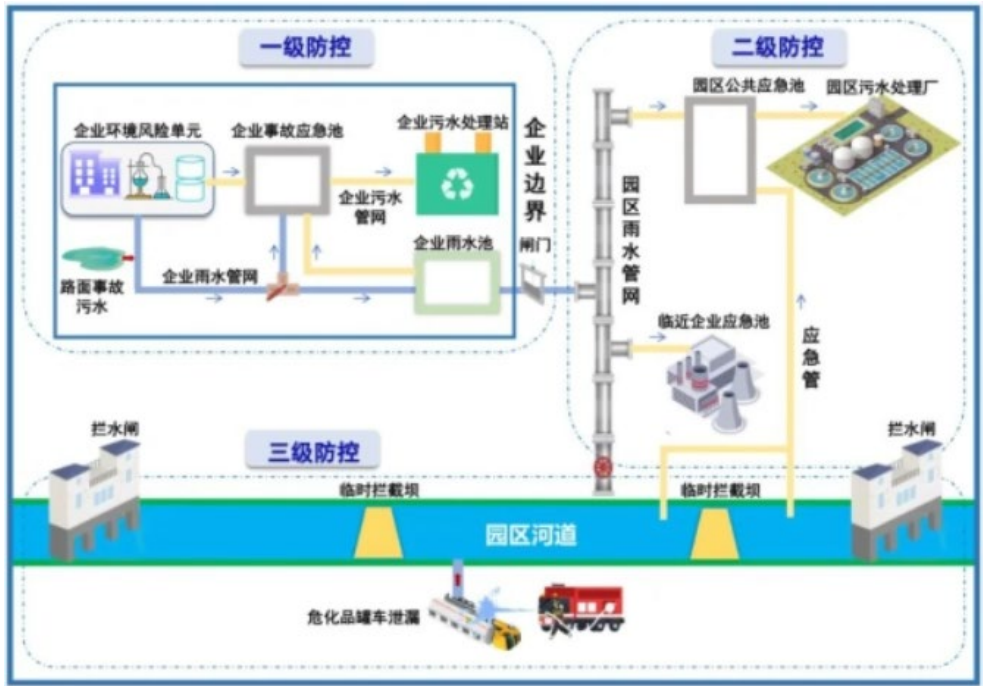 一级防控
二级防控
企业环境风险单元
企业事故应急池
企业污水处理站
企业污水
管网
企业雨水池
企业雨水管网
路面事故
污水
企业边界
闸门
园区雨水管网
园区公共应急池
园区污水处理厂
临近企业应急池
应急管
三级防控
拦水闸
临时拦截坝
临时拦截坝
拦水闸
园区河道
危化品罐车泄漏